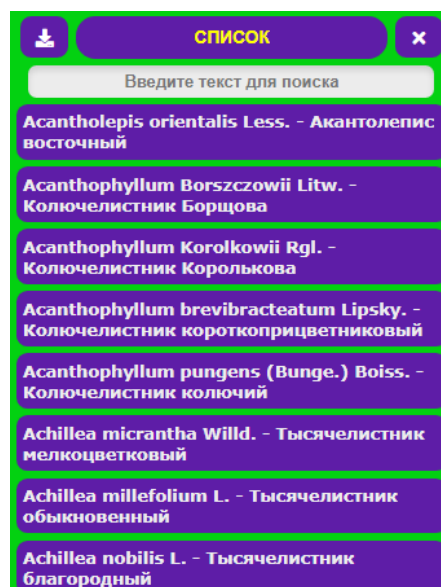 СПИСОК
Введите текст для поиска
Acantholepis orientalis Less. - Акантолепис
восточный
Acanthophyllum Borszczowii Litw. -
Колючелистник Борщова
Acanthophyllum Korolkowii Rgl. -
Колючелистник Королькова
Acanthophyllum brevibracteatum Lipsky. -
Колючелистник короткоприцветниковый
Acanthophyllum pungens (Bunge.) Boiss. -
Колючелистник колючий
Achillea micrantha Willd. - Тысячелистник
мелкоцветковый
Achillea millefolium L. - Тысячелистник
обыкновенный
Achillea nobilis L. - Тысячелистник
благородный